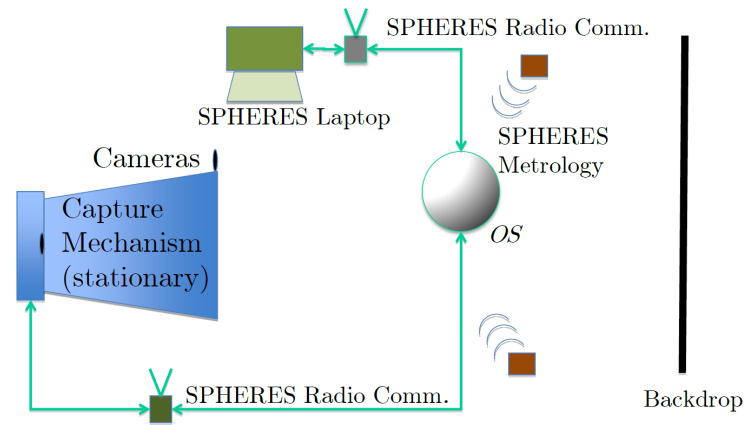 SPHERES Radio Comm.
SPHERES Laptop
SPHERES
Metrology
Cameras
Capture
Mechanism
(stationary)
OS
SPHERES Radio Comm.
Backdrop